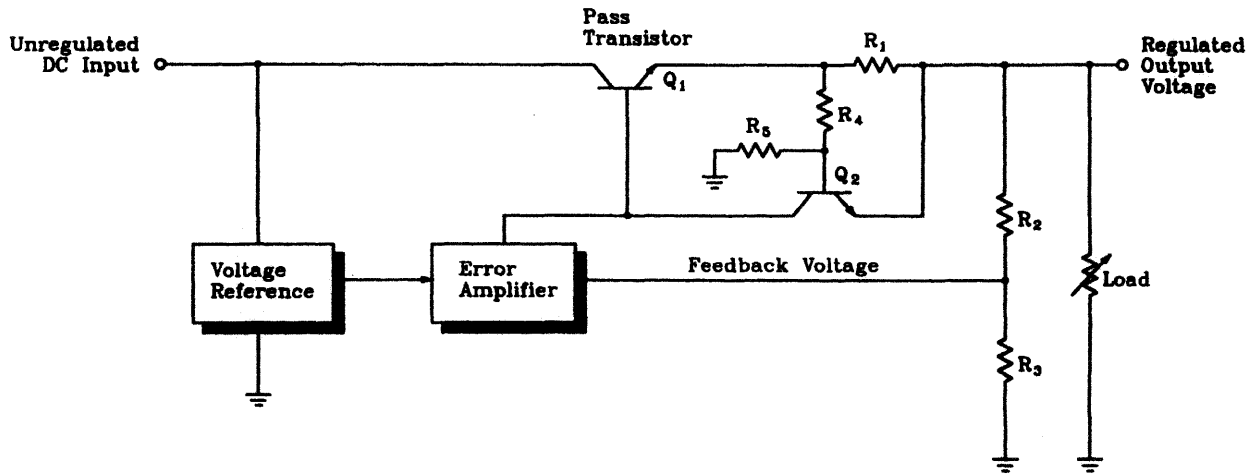 Pass
Transistor
Unregulated
DC Input
Q₁
R₁
Regulated
Output
Voltage
R₄
R₅
Q₂
R₂
Voltage
Reference
Error
Amplifier
Feedback Voltage
Load
R₃